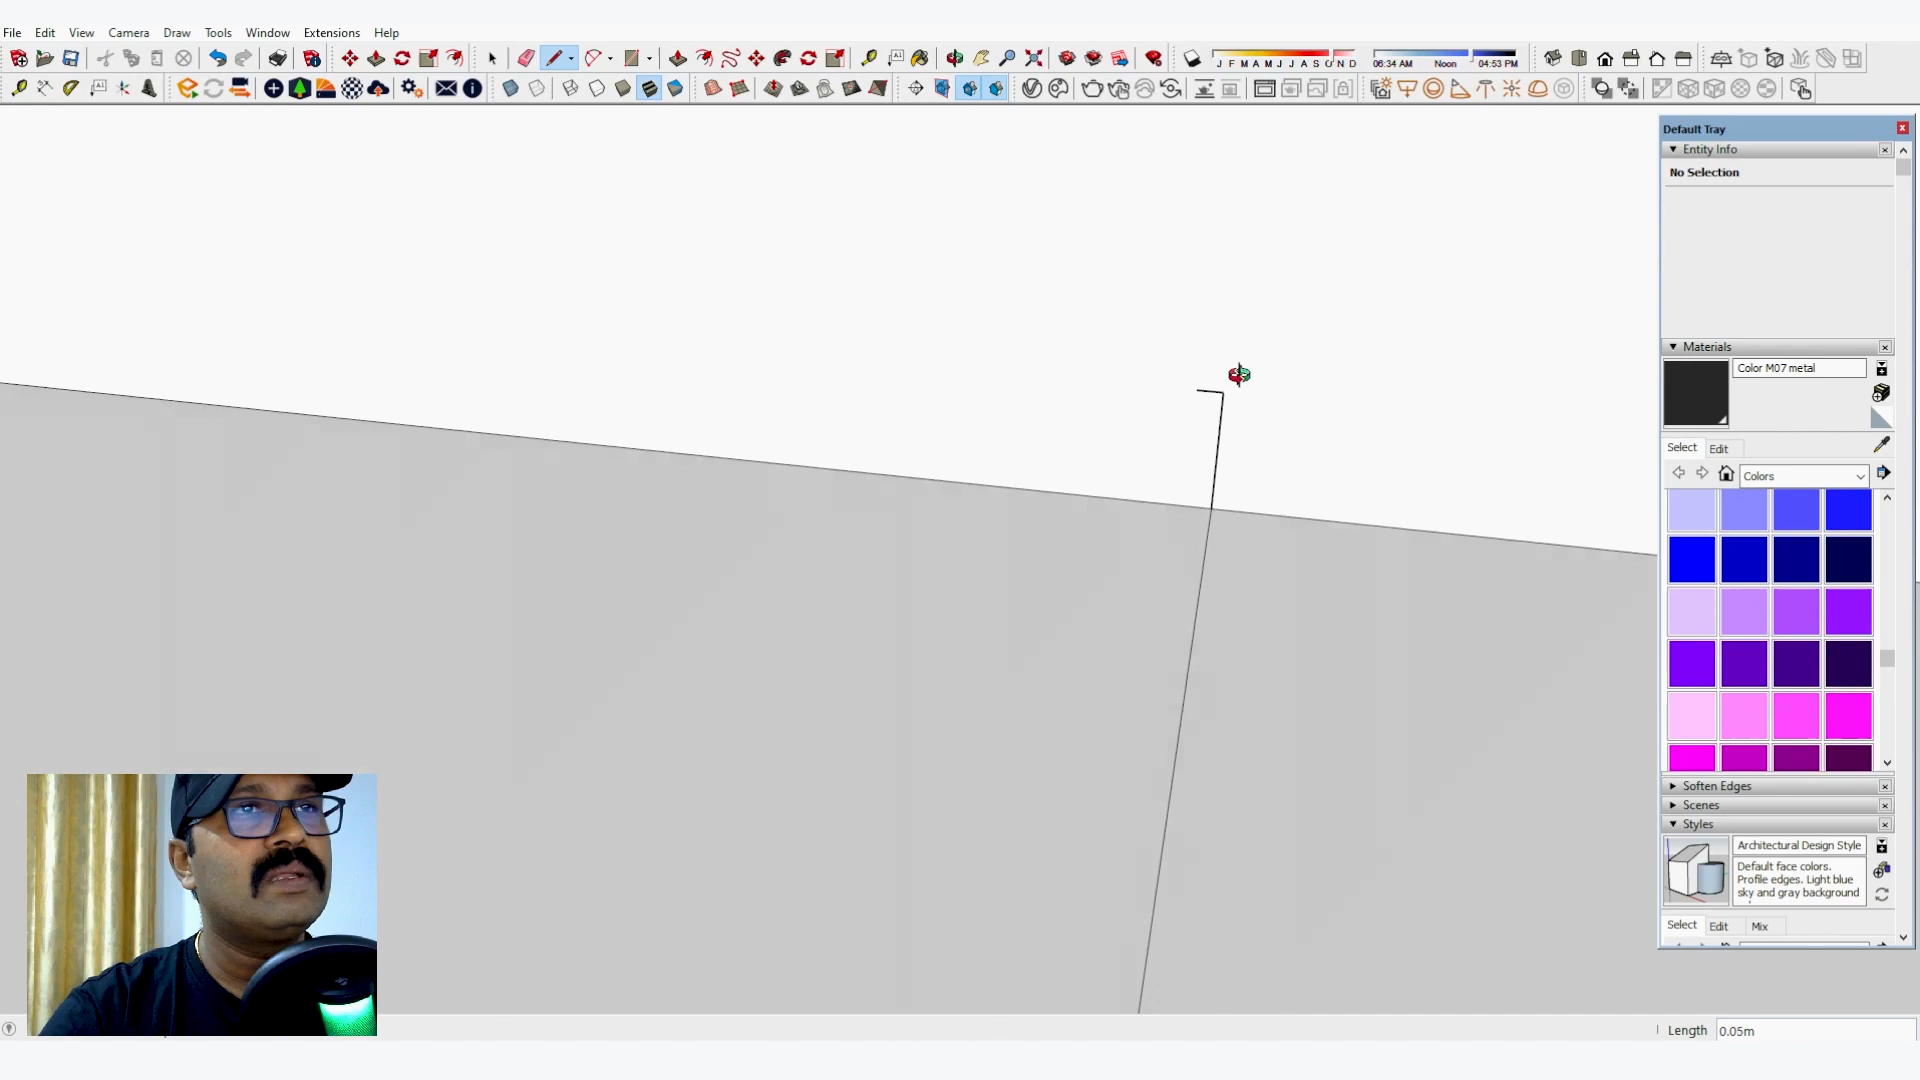 File Edit View Camera Draw Tools Window Extensions Help
J F M A M J J A S O N D 06:34 AM Noon 04:53 PM
Default Tray
Entity Info
No Selection
Materials
Color M07 metal
Select Edit
Colors
Soften Edges
Scenes
Styles
Architectural Design Style
Default face colors.
Profile edges. Light blue
sky and gray background
Select Edit Mix
Length 0.05m